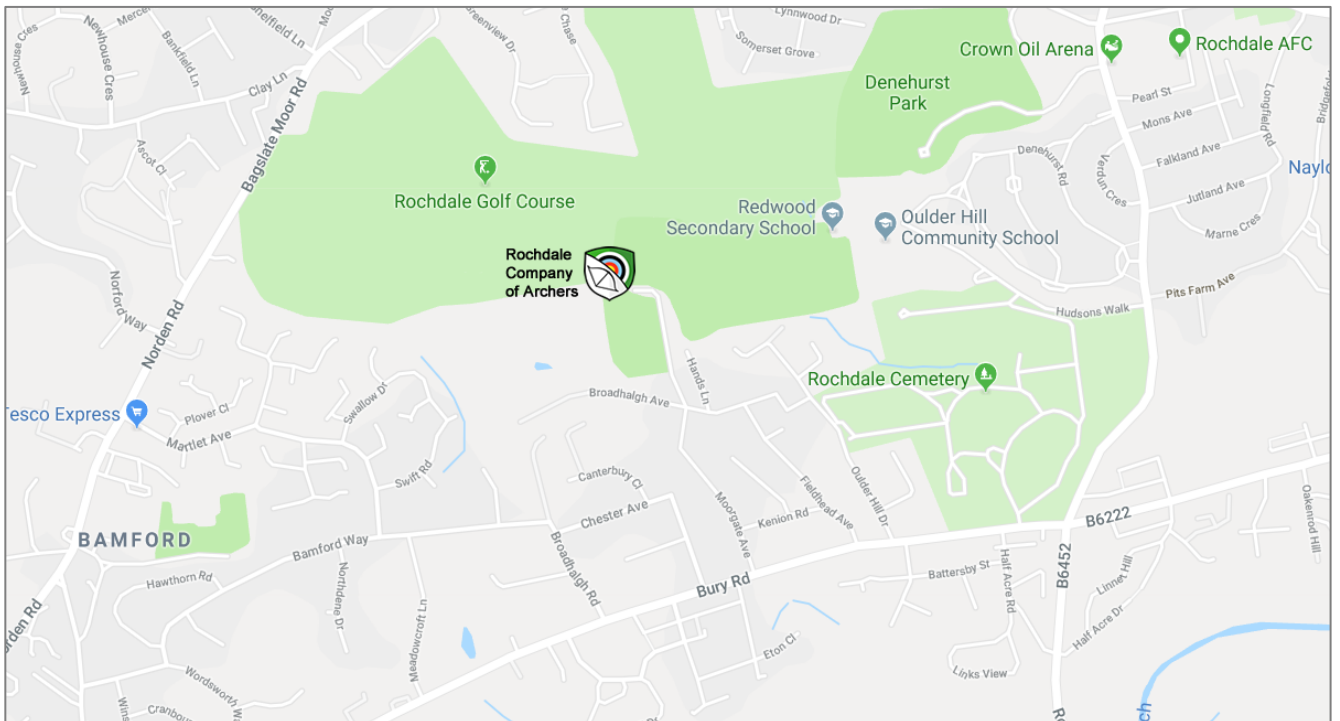 Newhouse Cres
Newhouse Cres
Bankfield Ln
Sheffield Ln
Clay Ln
Ascot Cl
Bagslate Moor Rd
Greenview Dr
Chase
Lynnwood Dr
Somerset Grove
Denehurst
Park
Crown Oil Arena
Rochdale AFC
Pearl St
Mons Ave
Longfield Rd
Falkland Ave
Jutland Ave
Marne Cres
Verdun Cres
Denehurst Rd
Rochdale Golf Course
Redwood
Secondary School
Oulder Hill
Community School
Rochdale
Company
of Archers
Pits Farm Ave
Hudsons Walk
Norford Way
Norden Rd
Rochdale Cemetery
Hands Ln
Broadhalgh Ave
Tesco Express
Plover Cl
Martlet Ave
Swallow Dr
Swift Rd
Canterbury Cl
Chester Ave
Moorgate Ave
Kenion Rd
Fieldhead Ave
Oulder Hill Dr
B6222
Oakenrod Hill
BAMFORD
Bamford Way
Hawthorn Rd
Northdene Dr
Meadowcroft Ln
Broadhalgh Rd
Bury Rd
Battersby St
Half Acre Rd
B6452
Linnet Hill
Half Acre Dr
Links View
Eton Cl
Wordsworth W